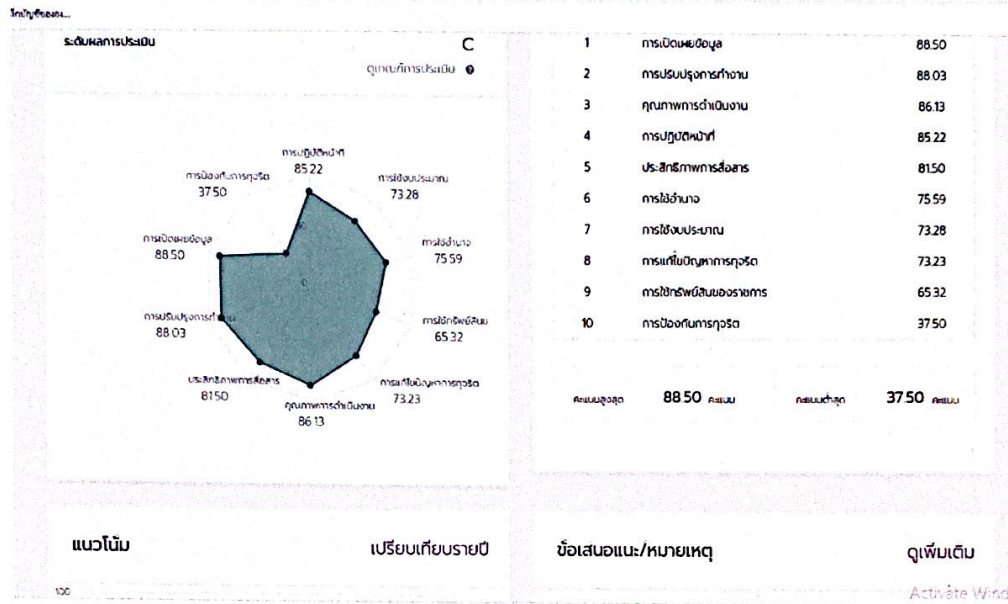 ระดับผลการประเมิน C
ดูเกณฑ์การประเมิน
การปฏิบัติหน้าที่
85.22
การใช้งบประมาณ
73.28
การใช้อำนาจ
75.59
การใช้ทรัพย์สินข
65.32
การแก้ไขปัญหาการทุจริต
73.23
คุณภาพการดำเนินงาน
86.13
ประสิทธิภาพการสื่อสาร
81.50
การปรับปรุงการทำงาน
88.03
การเปิดเผยข้อมูล
88.50
การป้องกันการทุจริต
37.50
50
0
1 การเปิดเผยข้อมูล 88.50
2 การปรับปรุงการทำงาน 88.03
3 คุณภาพการดำเนินงาน 86.13
4 การปฏิบัติหน้าที่ 85.22
5 ประสิทธิภาพการสื่อสาร 81.50
6 การใช้อำนาจ 75.59
7 การใช้งบประมาณ 73.28
8 การแก้ไขปัญหาการทุจริต 73.23
9 การใช้ทรัพย์สินของราชการ 65.32
10 การป้องกันการทุจริต 37.50
คะแนนสูงสุด 88.50 คะแนน คะแนนต่ำสุด 37.50 คะแนน
แนวโน้ม เปรียบเทียบรายปี
100
ข้อเสนอแนะ/หมายเหตุ ดูเพิ่มเติม
Activate Wind